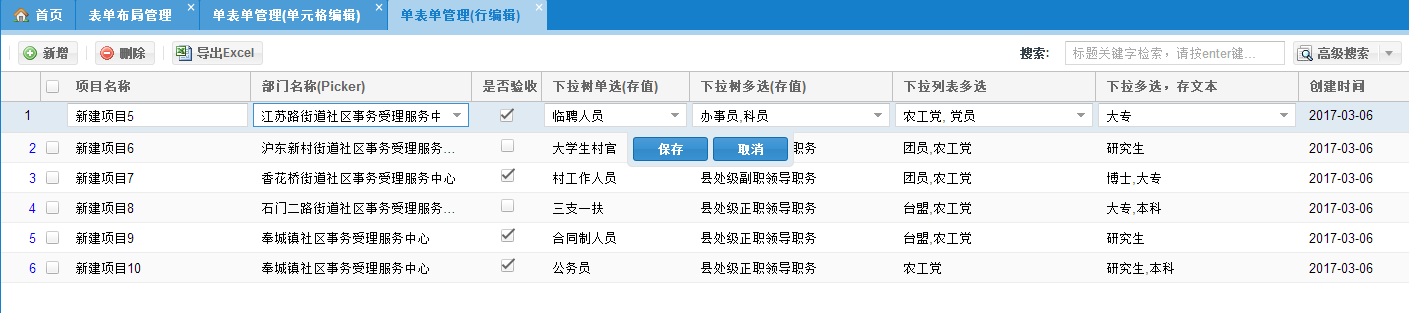 首页 表单布局管理 单表单管理(单元格编辑) 单表单管理(行编辑)
新增 删除 导出Excel 搜索: 标题关键字检索，请按enter键... 高级搜索
项目名称 部门名称(Picker) 是否验收 下拉树单选(存值) 下拉树多选(存值) 下拉列表多选 下拉多选，存文本 创建时间
1 新建项目5 江苏路街道社区事务受理服务中 临聘人员 办事员,科员 农工党, 党员 大专 2017-03-06
2 新建项目6 沪东新村街道社区事务受理服务... 大学生村官 职务 团员,农工党 研究生 2017-03-06
保存 取消
3 新建项目7 香花桥街道社区事务受理服务中心 村工作人员 县处级副职领导职务 团员,农工党 博士,大专 2017-03-06
4 新建项目8 石门二路街道社区事务受理服务... 三支一扶 县处级正职领导职务 台盟,农工党 大专,本科 2017-03-06
5 新建项目9 奉城镇社区事务受理服务中心 合同制人员 县处级正职领导职务 台盟,农工党 研究生 2017-03-06
6 新建项目10 奉城镇社区事务受理服务中心 公务员 县处级正职领导职务 农工党 研究生,本科 2017-03-06